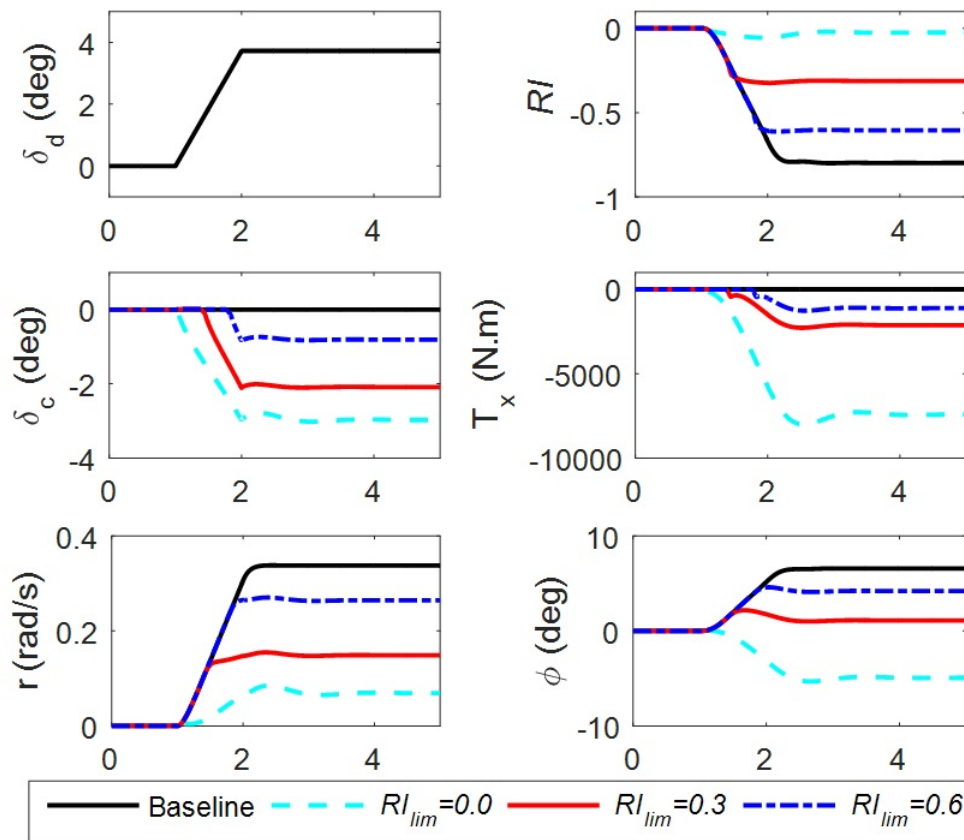 δd (deg)
4
2
0
0 2 4
RI
0
-0.5
-1
0 2 4
δc (deg)
0
-2
-4
0 2 4
Tx (N.m)
0
-5000
-10000
0 2 4
r (rad/s)
0.4
0.2
0
0 2 4
ϕ (deg)
10
0
-10
0 2 4
Baseline RIlim=0.0 RIlim=0.3 RIlim=0.6